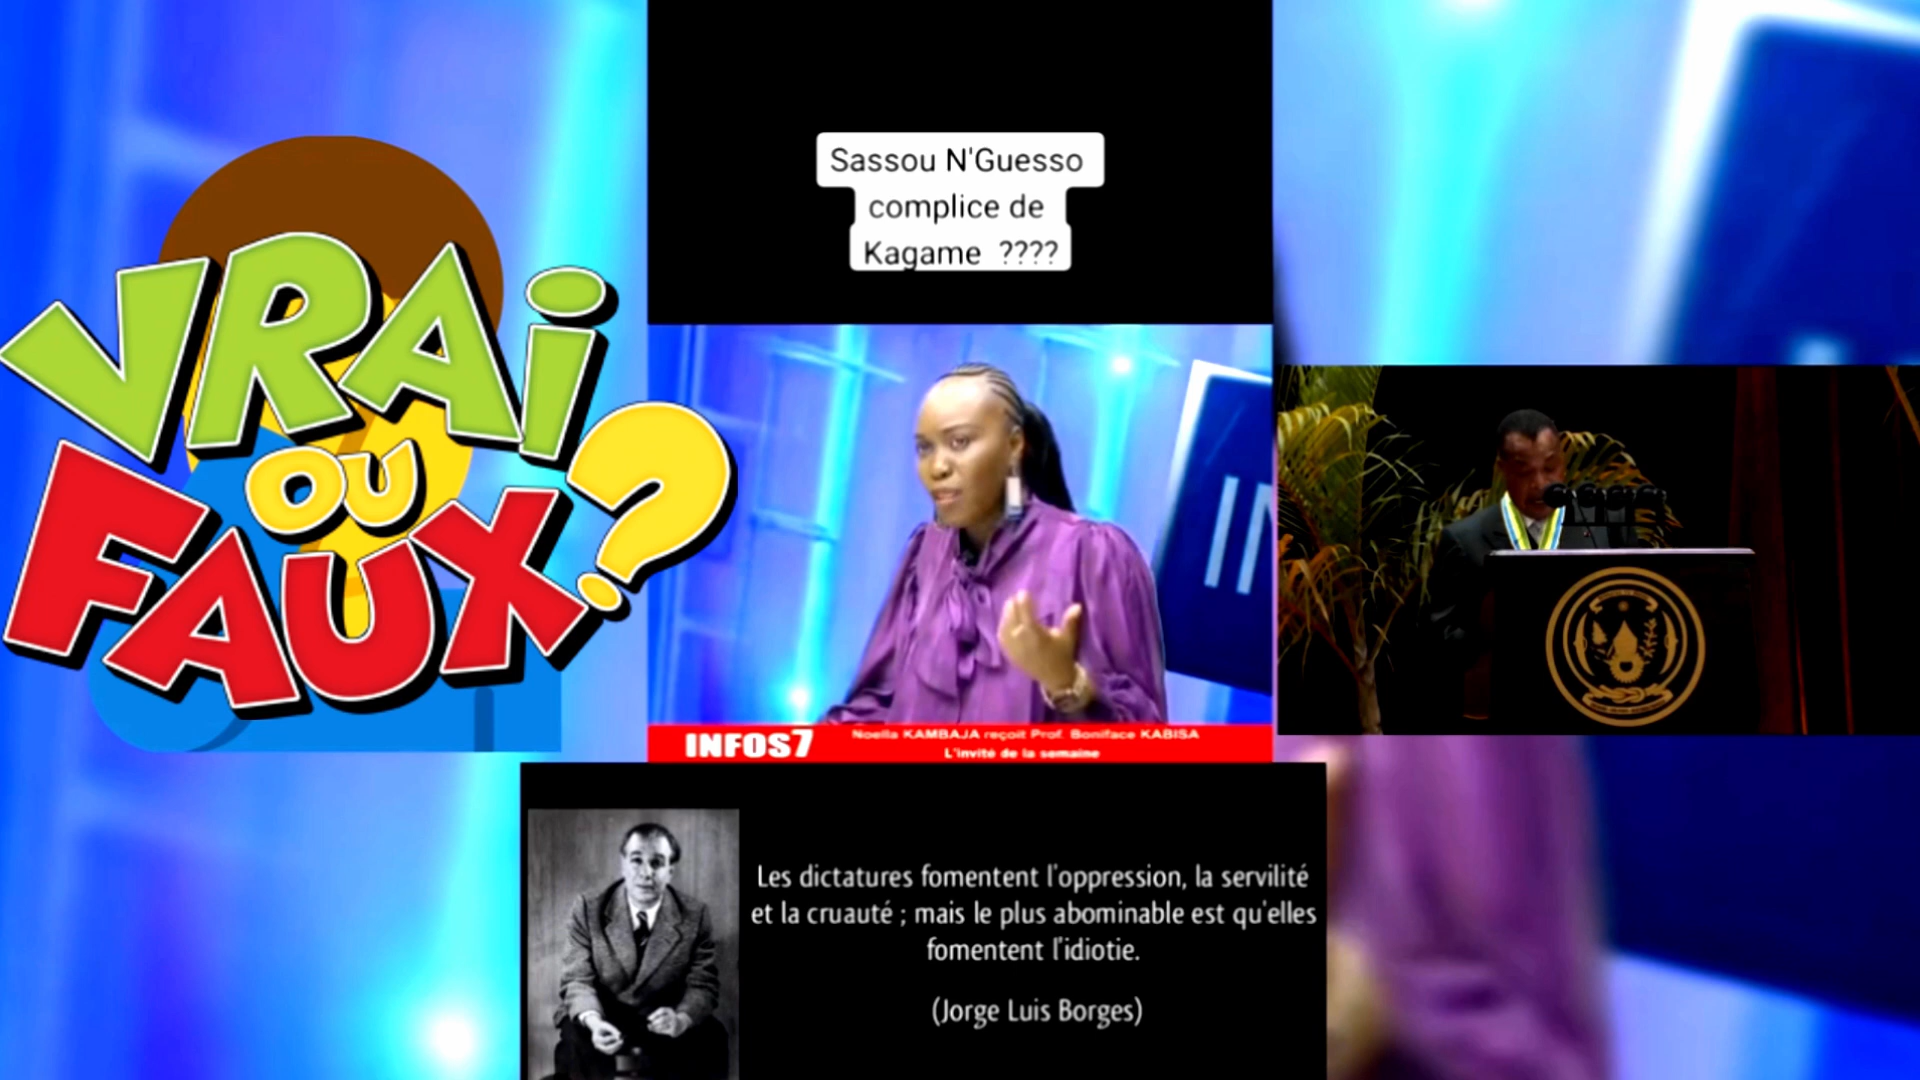 VRAi
OU
FAUX?
Sassou N'Guesso
complice de
Kagame ????
IN
INFOS7
Noella KAMBAJA reçoit Prof. Boniface KABISA
L'invité de la semaine
Les dictatures fomentent l'oppression, la servilité
et la cruauté ; mais le plus abominable est qu'elles
fomentent l'idiotie.
(Jorge Luis Borges)